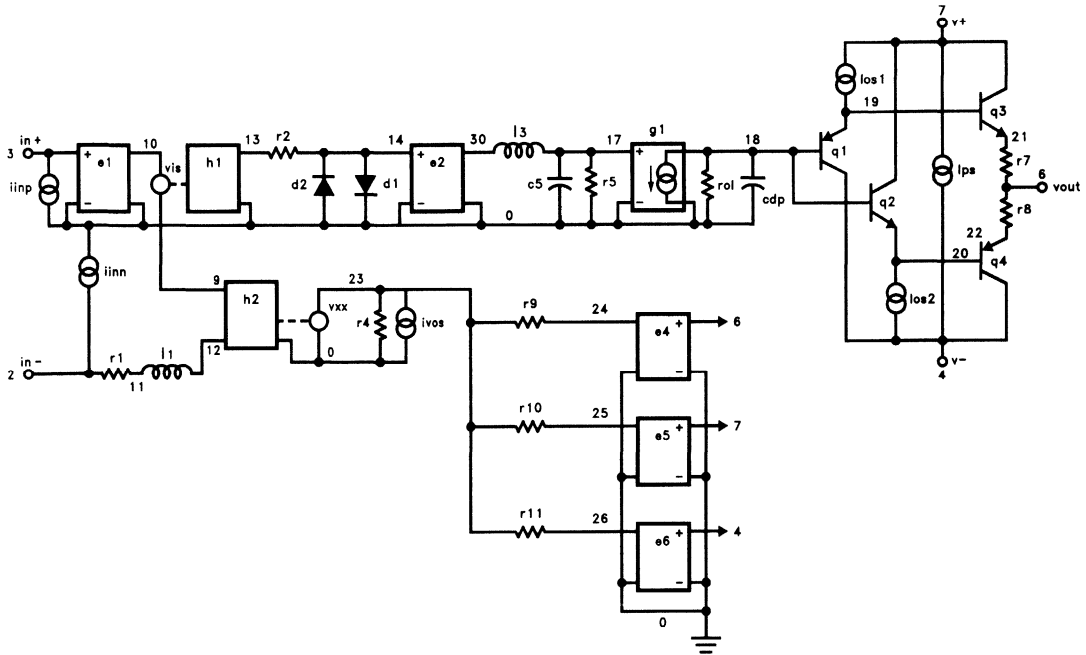 7
v+
Ios1
19
q3
21
q1
r7
6
vout
Ips
r8
q2
22
20
q4
Ios2
v-
4
in+
3
iinp
+
e1
-
10
vis
h1
13
r2
d2
d1
14
+
e2
-
30
l3
c5
r5
17
g1
+
-
18
rol
cdp
0
iinn
9
h2
12
23
vxx
r4
ivos
0
in-
2
r1
11
l1
r9
24
e4
+
-
6
r10
25
e5
+
-
7
r11
26
e6
+
-
4
0